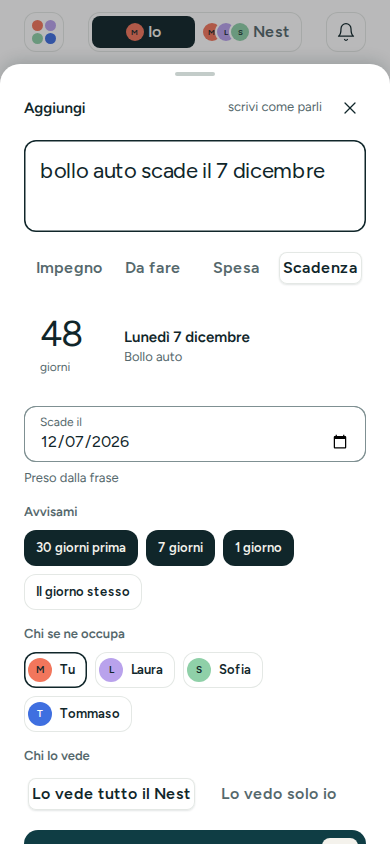 M Io M L S Nest
Aggiungi scrivi come parli
bollo auto scade il 7 dicembre
Impegno Da fare Spesa Scadenza
48
giorni
Lunedì 7 dicembre
Bollo auto
Scade il
12/07/2026
Preso dalla frase
Avvisami
30 giorni prima 7 giorni 1 giorno
Il giorno stesso
Chi se ne occupa
M Tu L Laura S Sofia
T Tommaso
Chi lo vede
Lo vede tutto il Nest Lo vedo solo io